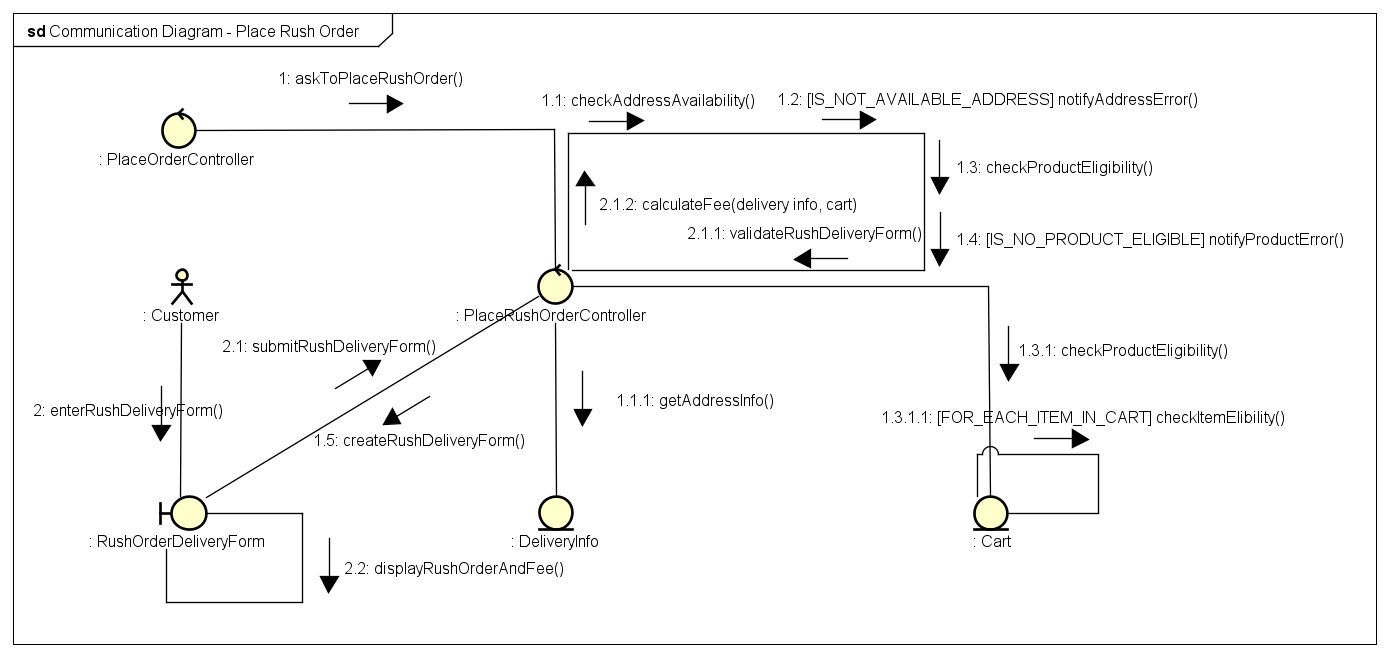 sd Communication Diagram - Place Rush Order
1: askToPlaceRushOrder()
1.1: checkAddressAvailability()
1.2: [IS_NOT_AVAILABLE_ADDRESS] notifyAddressError()
: PlaceOrderController
1.3: checkProductEligibility()
2.1.2: calculateFee(delivery info, cart)
2.1.1: validateRushDeliveryForm()
1.4: [IS_NO_PRODUCT_ELIGIBLE] notifyProductError()
: Customer
: PlaceRushOrderController
2.1: submitRushDeliveryForm()
1.3.1: checkProductEligibility()
2: enterRushDeliveryForm()
1.1.1: getAddressInfo()
1.3.1.1: [FOR_EACH_ITEM_IN_CART] checkItemElibility()
1.5: createRushDeliveryForm()
: RushOrderDeliveryForm
: DeliveryInfo
: Cart
2.2: displayRushOrderAndFee()